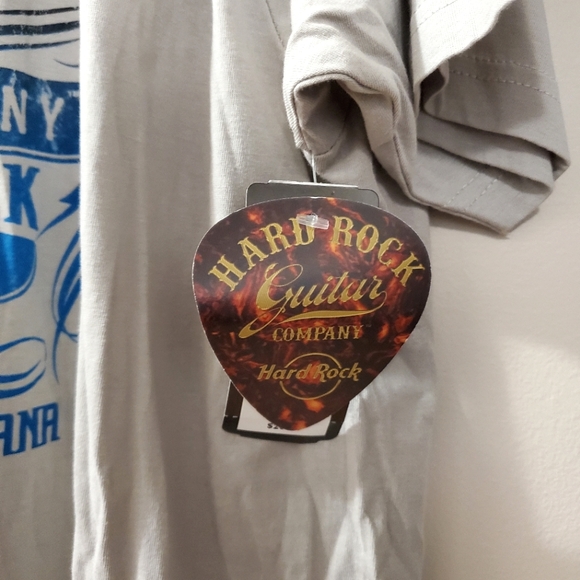 HARD ROCK
Guitar
COMPANY
Hard Rock
NY
K
ANA